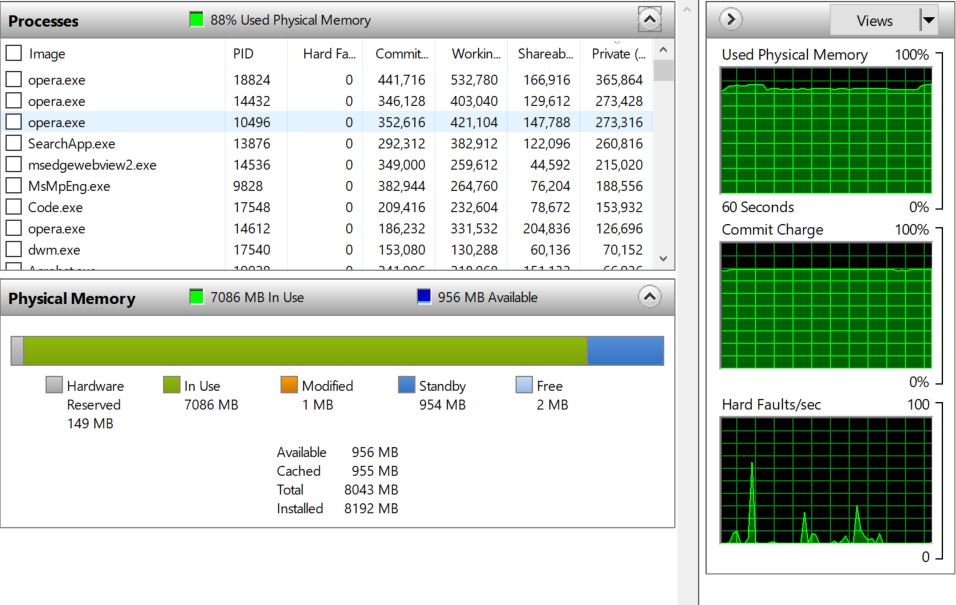 Processes 88% Used Physical Memory
Image PID Hard Fa... Commit... Workin... Shareab... Private (...
opera.exe 18824 0 441,716 532,780 166,916 365,864
opera.exe 14432 0 346,128 403,040 129,612 273,428
opera.exe 10496 0 352,616 421,104 147,788 273,316
SearchApp.exe 13876 0 292,312 382,912 122,096 260,816
msedgewebview2.exe 14536 0 349,000 259,612 44,592 215,020
MsMpEng.exe 9828 0 382,944 264,760 76,204 188,556
Code.exe 17548 0 209,416 232,604 78,672 153,932
opera.exe 14612 0 186,232 331,532 204,836 126,696
dwm.exe 17540 0 153,080 130,288 60,136 70,152
Physical Memory 7086 MB In Use 956 MB Available
Hardware Reserved 149 MB
In Use 7086 MB
Modified 1 MB
Standby 954 MB
Free 2 MB
Available 956 MB
Cached 955 MB
Total 8043 MB
Installed 8192 MB
Views
Used Physical Memory 100%
60 Seconds 0%
Commit Charge 100%
0%
Hard Faults/sec 100
0